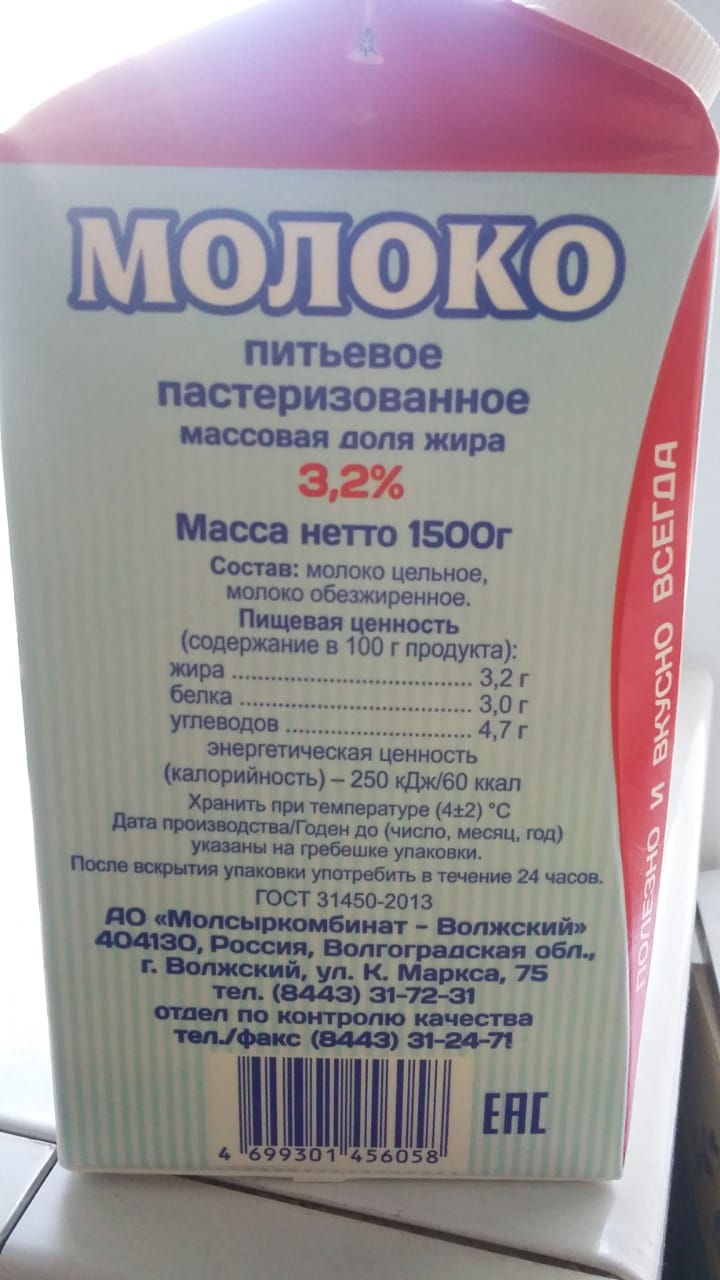 МОЛОКО
питьевое
пастеризованное
массовая доля жира
3,2%
Масса нетто 1500г
Состав: молоко цельное,
молоко обезжиренное.
Пищевая ценность
(содержание в 100 г продукта):
жира .............................. 3,2 г
белка ............................. 3,0 г
углеводов ....................... 4,7 г
энергетическая ценность
(калорийность) – 250 кДж/60 ккал
Хранить при температуре (4±2) °С
Дата производства/Годен до (число, месяц, год)
указаны на гребешке упаковки.
После вскрытия упаковки употребить в течение 24 часов.
ГОСТ 31450-2013
АО «Молсыркомбинат – Волжский»
404130, Россия, Волгоградская обл.,
г. Волжский, ул. К. Маркса, 75
тел. (8443) 31-72-31
отдел по контролю качества
тел./факс (8443) 31-24-71
4 699301 456058
EAC
ПОЛЕЗНО И ВКУСНО ВСЕГДА